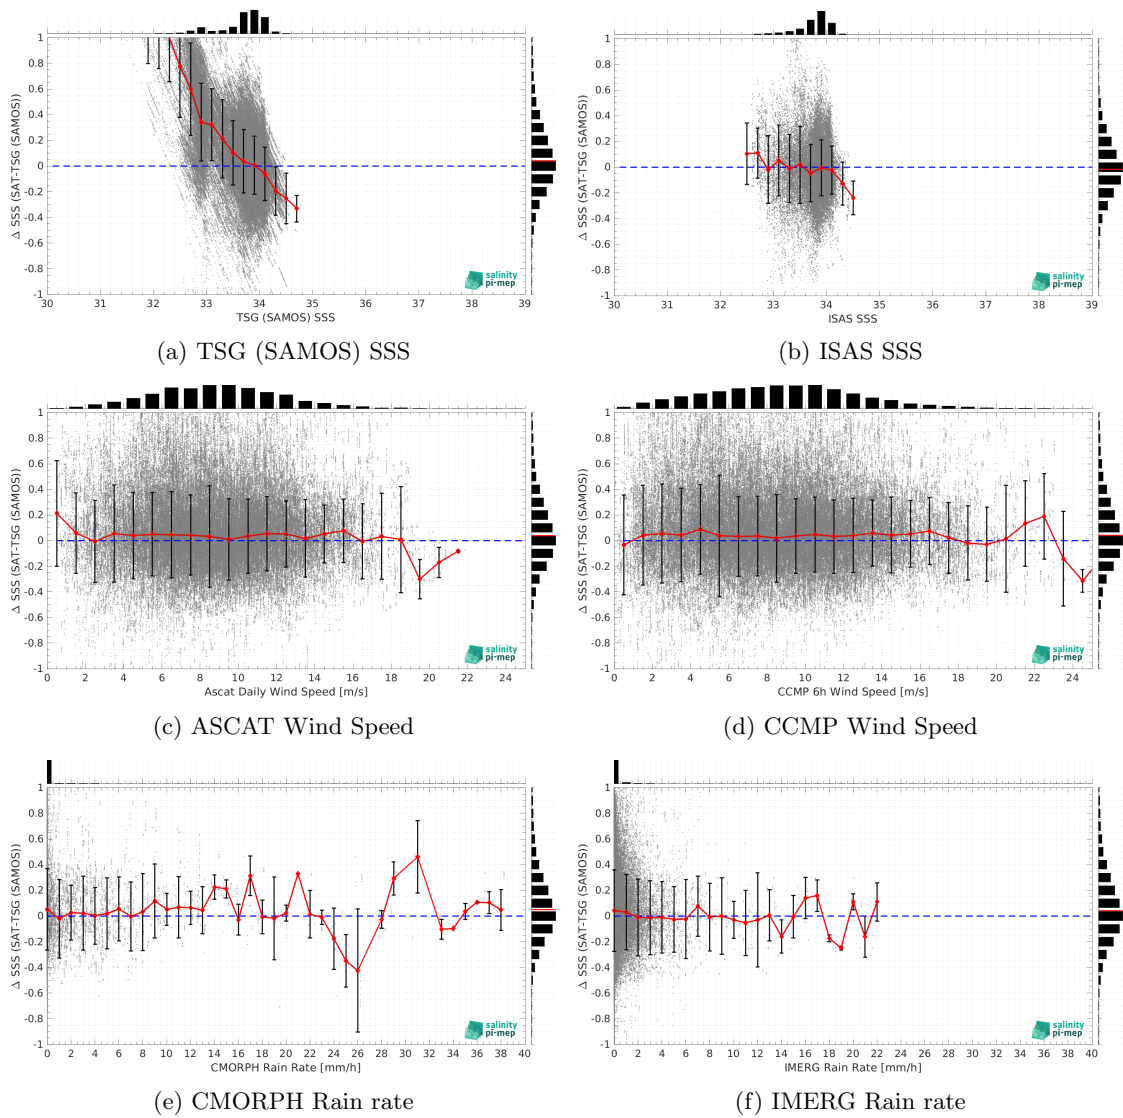 1
0.8
0.6
0.4
0.2
0
-0.2
-0.4
-0.6
-0.8
-1
Δ SSS (SAT-TSG (SAMOS))
30 31 32 33 34 35 36 37 38 39
TSG (SAMOS) SSS
salinity
pi-mep
(a) TSG (SAMOS) SSS
1
0.8
0.6
0.4
0.2
0
-0.2
-0.4
-0.6
-0.8
-1
Δ SSS (SAT-TSG (SAMOS))
30 31 32 33 34 35 36 37 38 39
ISAS SSS
salinity
pi-mep
(b) ISAS SSS
1
0.8
0.6
0.4
0.2
0
-0.2
-0.4
-0.6
-0.8
-1
Δ SSS (SAT-TSG (SAMOS))
0 2 4 6 8 10 12 14 16 18 20 22 24
Ascat Daily Wind Speed [m/s]
salinity
pi-mep
(c) ASCAT Wind Speed
1
0.8
0.6
0.4
0.2
0
-0.2
-0.4
-0.6
-0.8
-1
Δ SSS (SAT-TSG (SAMOS))
0 2 4 6 8 10 12 14 16 18 20 22 24
CCMP 6h Wind Speed [m/s]
salinity
pi-mep
(d) CCMP Wind Speed
1
0.8
0.6
0.4
0.2
0
-0.2
-0.4
-0.6
-0.8
-1
Δ SSS (SAT-TSG (SAMOS))
0 2 4 6 8 10 12 14 16 18 20 22 24 26 28 30 32 34 36 38 40
CMORPH Rain Rate [mm/h]
salinity
pi-mep
(e) CMORPH Rain rate
1
0.8
0.6
0.4
0.2
0
-0.2
-0.4
-0.6
-0.8
-1
Δ SSS (SAT-TSG (SAMOS))
0 2 4 6 8 10 12 14 16 18 20 22 24 26 28 30 32 34 36 38 40
IMERG Rain Rate [mm/h]
salinity
pi-mep
(f) IMERG Rain rate